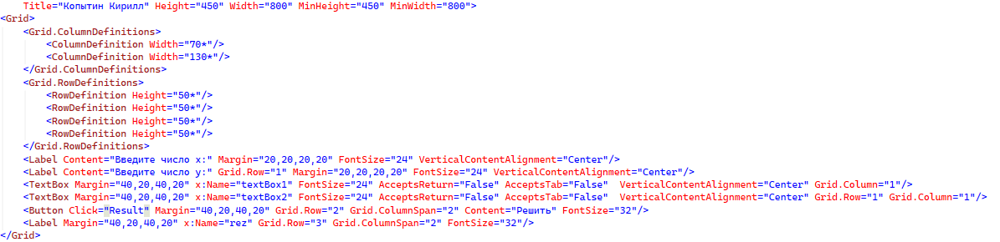 Title="Копытин Кирилл" Height="450" Width="800" MinHeight="450" MinWidth="800">
<Grid>
<Grid.ColumnDefinitions>
<ColumnDefinition Width="70*"/>
<ColumnDefinition Width="130*"/>
</Grid.ColumnDefinitions>
<Grid.RowDefinitions>
<RowDefinition Height="50*"/>
<RowDefinition Height="50*"/>
<RowDefinition Height="50*"/>
<RowDefinition Height="50*"/>
</Grid.RowDefinitions>
<Label Content="Введите число x:" Margin="20,20,20,20" FontSize="24" VerticalContentAlignment="Center"/>
<Label Content="Введите число y:" Grid.Row="1" Margin="20,20,20,20" FontSize="24" VerticalContentAlignment="Center"/>
<TextBox Margin="40,20,40,20" x:Name="textBox1" FontSize="24" AcceptsReturn="False" AcceptsTab="False"  VerticalContentAlignment="Center" Grid.Column="1"/>
<TextBox Margin="40,20,40,20" x:Name="textBox2" FontSize="24" AcceptsReturn="False" AcceptsTab="False"  VerticalContentAlignment="Center" Grid.Row="1" Grid.Column="1"/>
<Button Click="Result" Margin="40,20,40,20" Grid.Row="2" Grid.ColumnSpan="2" Content="Решить" FontSize="32"/>
<Label Margin="40,20,40,20" x:Name="rez" Grid.Row="3" Grid.ColumnSpan="2" FontSize="32"/>
</Grid>